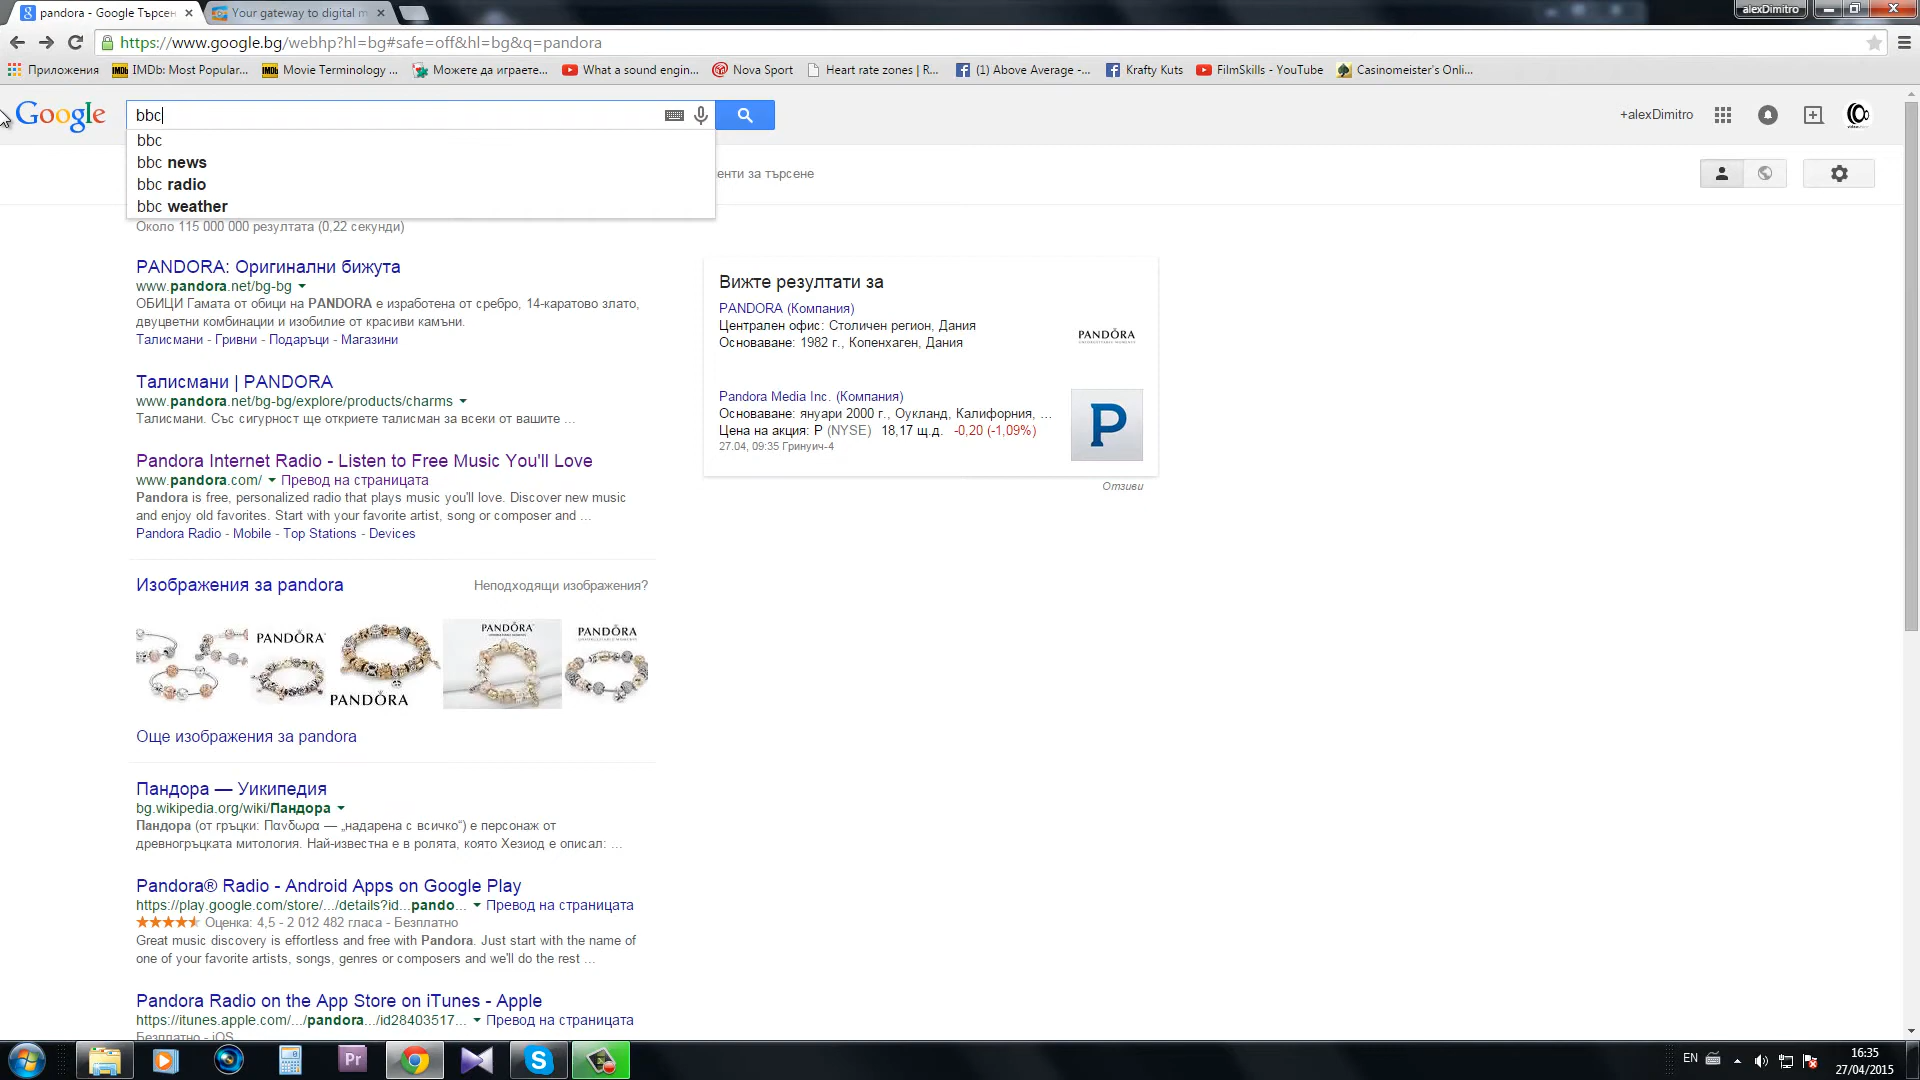 pandora - Google Търсен
Your gateway to digital m
alexDimitro
https://www.google.bg/webhp?hl=bg#safe=off&hl=bg&q=pandora
Приложения
IMDb: Most Popular...
Movie Terminology ...
Можете да играете...
What a sound engin...
Nova Sport
Heart rate zones | R...
(1) Above Average -...
Krafty Kuts
FilmSkills - YouTube
Casinomeister's Onli...
Google
bbc
+alexDimitro
bbc
bbc news
bbc radio
bbc weather
енти за търсене
Около 115 000 000 резултата (0,22 секунди)
PANDORA: Оригинални бижута
www.pandora.net/bg-bg
ОБИЦИ Гамата от обици на PANDORA е изработена от сребро, 14-каратово злато,
двуцветни комбинации и изобилие от красиви камъни.
Талисмани - Гривни - Подаръци - Магазини
Талисмани | PANDORA
www.pandora.net/bg-bg/explore/products/charms
Талисмани. Със сигурност ще откриете талисман за всеки от вашите ...
Pandora Internet Radio - Listen to Free Music You'll Love
www.pandora.com/ Превод на страницата
Pandora is free, personalized radio that plays music you'll love. Discover new music
and enjoy old favorites. Start with your favorite artist, song or composer and ...
Pandora Radio - Mobile - Top Stations - Devices
Изображения за pandora
Неподходящи изображения?
PANDORA
PANDORA
PANDORA
PANDORA
Още изображения за pandora
Пандора — Уикипедия
bg.wikipedia.org/wiki/Пандора
Пандора (от гръцки: Πανδωρα — „надарена с всичко“) е персонаж от
древногръцката митология. Най-известна е в ролята, която Хезиод е описал: ...
Pandora® Radio - Android Apps on Google Play
https://play.google.com/store/.../details?id...pando... Превод на страницата
Оценка: 4,5 - 2 012 482 гласа - Безплатно
Great music discovery is effortless and free with Pandora. Just start with the name of
one of your favorite artists, songs, genres or composers and we'll do the rest ...
Pandora Radio on the App Store on iTunes - Apple
https://itunes.apple.com/.../pandora.../id28403517... Превод на страницата
Безплатно - iOS
Вижте резултати за
PANDORA (Компания)
Централен офис: Столичен регион, Дания
Основаване: 1982 г., Копенхаген, Дания
PANDORA
Pandora Media Inc. (Компания)
Основаване: януари 2000 г., Оукланд, Калифорния, ...
Цена на акция: P (NYSE) 18,17 щ.д. -0,20 (-1,09%)
27.04, 09:35 Гринуич-4
P
Отзиви
Pr
EN
16:35
27/04/2015